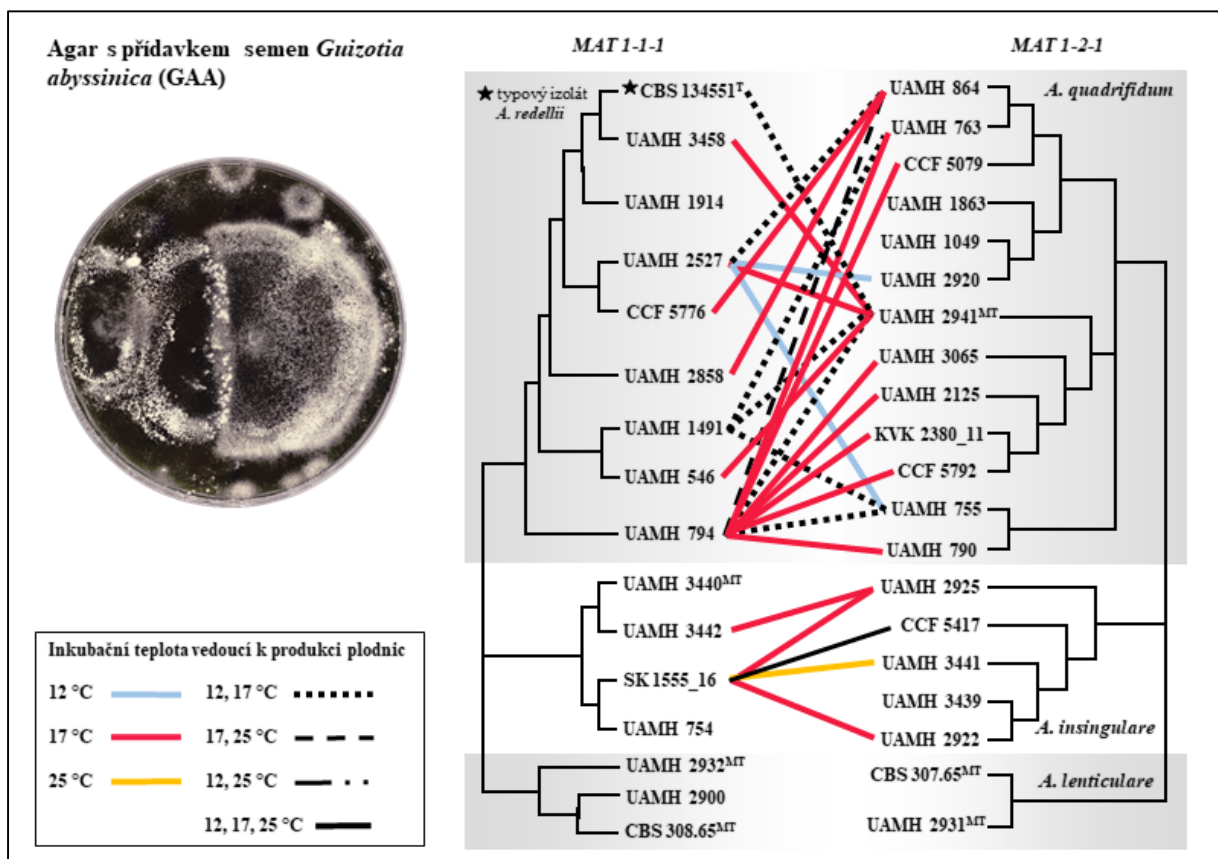 Agar s přídavkem semen Guizotia
abyssinica (GAA)
MAT 1-1-1
MAT 1-2-1
★ typový izolát
A. redellii
★CBS 134551T
UAMH 3458
UAMH 1914
UAMH 2527
CCF 5776
UAMH 2858
UAMH 1491
UAMH 546
UAMH 794
UAMH 3440MT
UAMH 3442
SK 1555_16
UAMH 754
UAMH 2932MT
UAMH 2900
CBS 308.65MT
UAMH 864
UAMH 763
CCF 5079
UAMH 1863
UAMH 1049
UAMH 2920
UAMH 2941MT
UAMH 3065
UAMH 2125
KVK 2380_11
CCF 5792
UAMH 755
UAMH 790
UAMH 2925
CCF 5417
UAMH 3441
UAMH 3439
UAMH 2922
CBS 307.65MT
UAMH 2931MT
A. quadrifidum
A. insingulare
A. lenticulare
Inkubační teplota vedoucí k produkci plodnic
12 °C
12, 17 °C
17 °C
17, 25 °C
25 °C
12, 25 °C
12, 17, 25 °C